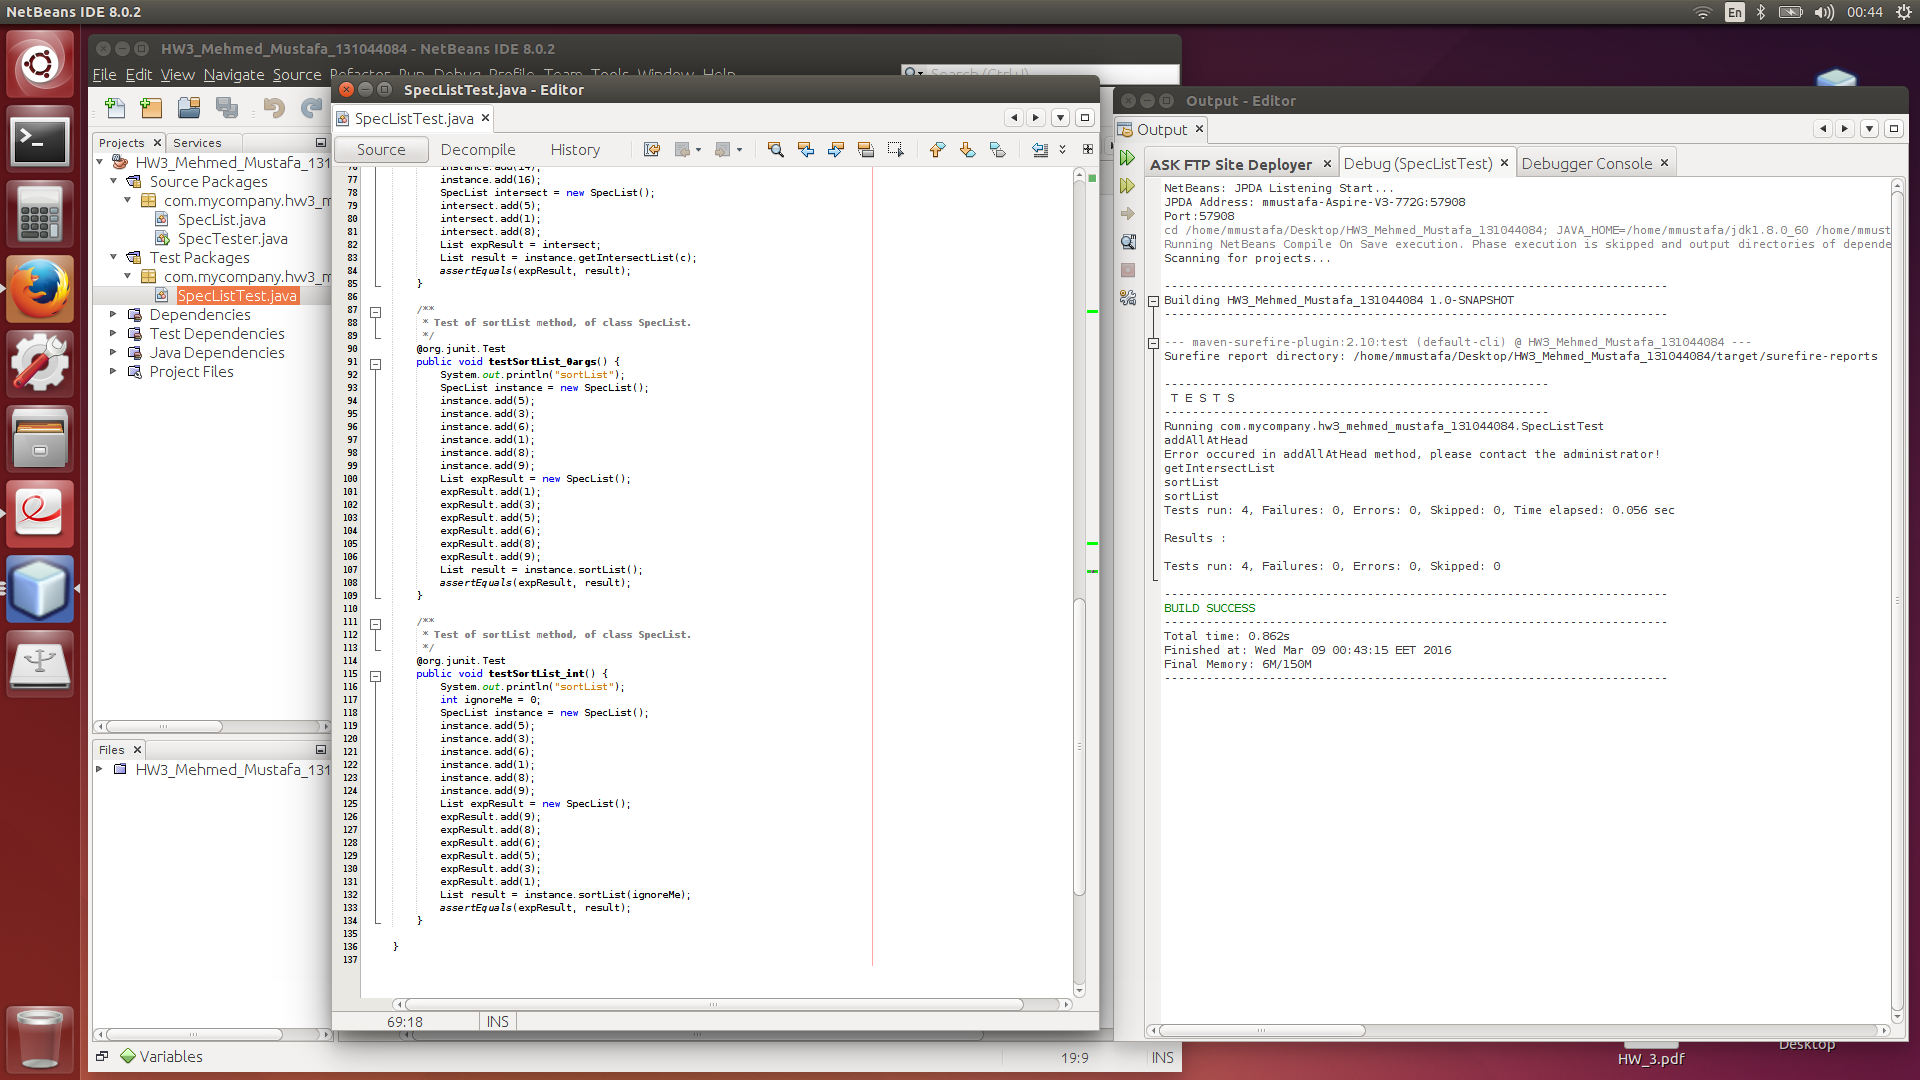 NetBeans IDE 8.0.2
En
00:44
HW3_Mehmed_Mustafa_131044084 - NetBeans IDE 8.0.2
File Edit View Navigate Source Refactor Run Debug Profile Team Tools Window Help
Search (Ctrl+I)
Projects
Services
HW3_Mehmed_Mustafa_131
Source Packages
com.mycompany.hw3_m
SpecList.java
SpecTester.java
Test Packages
com.mycompany.hw3_m
SpecListTest.java
Dependencies
Test Dependencies
Java Dependencies
Project Files
Files
HW3_Mehmed_Mustafa_131
Variables
19:9
INS
SpecListTest.java - Editor
SpecListTest.java
Source
Decompile
History
76 instance.add(14);
77 instance.add(16);
78 SpecList intersect = new SpecList();
79 intersect.add(5);
80 intersect.add(1);
81 intersect.add(8);
82 List expResult = intersect;
83 List result = instance.getIntersectList(c);
84 assertEquals(expResult, result);
85 }
86
87 /**
88 * Test of sortList method, of class SpecList.
89 */
90 @org.junit.Test
91 public void testSortList_0args() {
92 System.out.println("sortList");
93 SpecList instance = new SpecList();
94 instance.add(5);
95 instance.add(3);
96 instance.add(6);
97 instance.add(1);
98 instance.add(8);
99 instance.add(9);
100 List expResult = new SpecList();
101 expResult.add(1);
102 expResult.add(3);
103 expResult.add(5);
104 expResult.add(6);
105 expResult.add(8);
106 expResult.add(9);
107 List result = instance.sortList();
108 assertEquals(expResult, result);
109 }
110
111 /**
112 * Test of sortList method, of class SpecList.
113 */
114 @org.junit.Test
115 public void testSortList_int() {
116 System.out.println("sortList");
117 int ignoreMe = 0;
118 SpecList instance = new SpecList();
119 instance.add(5);
120 instance.add(3);
121 instance.add(6);
122 instance.add(1);
123 instance.add(8);
124 instance.add(9);
125 List expResult = new SpecList();
126 expResult.add(9);
127 expResult.add(8);
128 expResult.add(6);
129 expResult.add(5);
130 expResult.add(3);
131 expResult.add(1);
132 List result = instance.sortList(ignoreMe);
133 assertEquals(expResult, result);
134 }
135
136 }
137
69:18
INS
Output - Editor
Output
ASK FTP Site Deployer
Debug (SpecListTest)
Debugger Console
NetBeans: JPDA Listening Start...
JPDA Address: mmustafa-Aspire-V3-772G:57908
Port:57908
cd /home/mmustafa/Desktop/HW3_Mehmed_Mustafa_131044084; JAVA_HOME=/home/mmustafa/jdk1.8.0_60 /home/mmust
Running NetBeans Compile On Save execution. Phase execution is skipped and output directories of depende
Scanning for projects...
------------------------------------------------------------------------
Building HW3_Mehmed_Mustafa_131044084 1.0-SNAPSHOT
------------------------------------------------------------------------
--- maven-surefire-plugin:2.10:test (default-cli) @ HW3_Mehmed_Mustafa_131044084 ---
Surefire report directory: /home/mmustafa/Desktop/HW3_Mehmed_Mustafa_131044084/target/surefire-reports
-------------------------------------------------------
T E S T S
-------------------------------------------------------
Running com.mycompany.hw3_mehmed_mustafa_131044084.SpecListTest
addAllAtHead
Error occured in addAllAtHead method, please contact the administrator!
getIntersectList
sortList
sortList
Tests run: 4, Failures: 0, Errors: 0, Skipped: 0, Time elapsed: 0.056 sec
Results :
Tests run: 4, Failures: 0, Errors: 0, Skipped: 0
------------------------------------------------------------------------
BUILD SUCCESS
------------------------------------------------------------------------
Total time: 0.862s
Finished at: Wed Mar 09 00:43:15 EET 2016
Final Memory: 6M/150M
------------------------------------------------------------------------
HW_3.pdf
Desktop